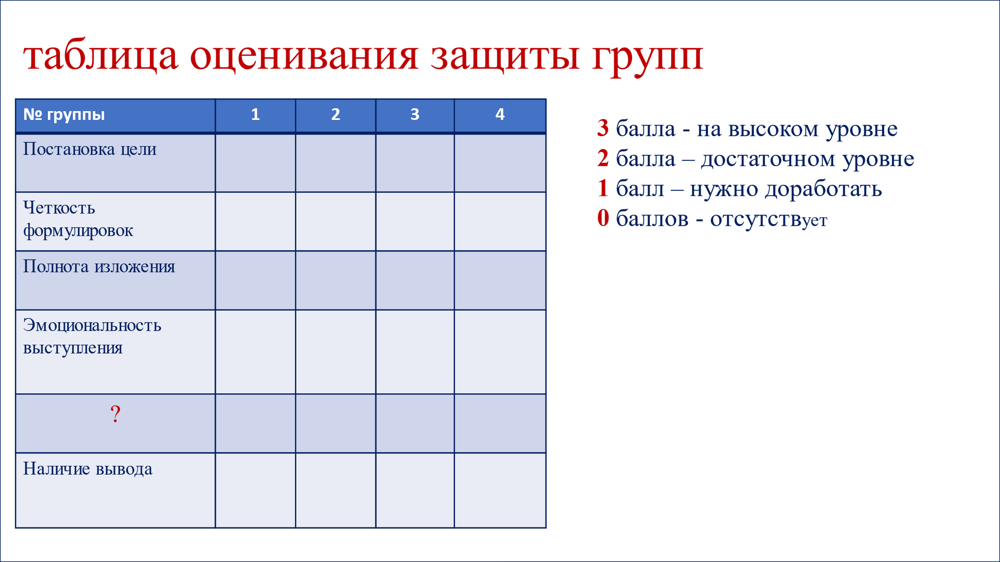 таблица оценивания защиты групп
№ группы 1 2 3 4
Постановка цели
Четкость
формулировок
Полнота изложения
Эмоциональность
выступления
?
Наличие вывода
3 балла - на высоком уровне
2 балла – достаточном уровне
1 балл – нужно доработать
0 баллов - отсутствует